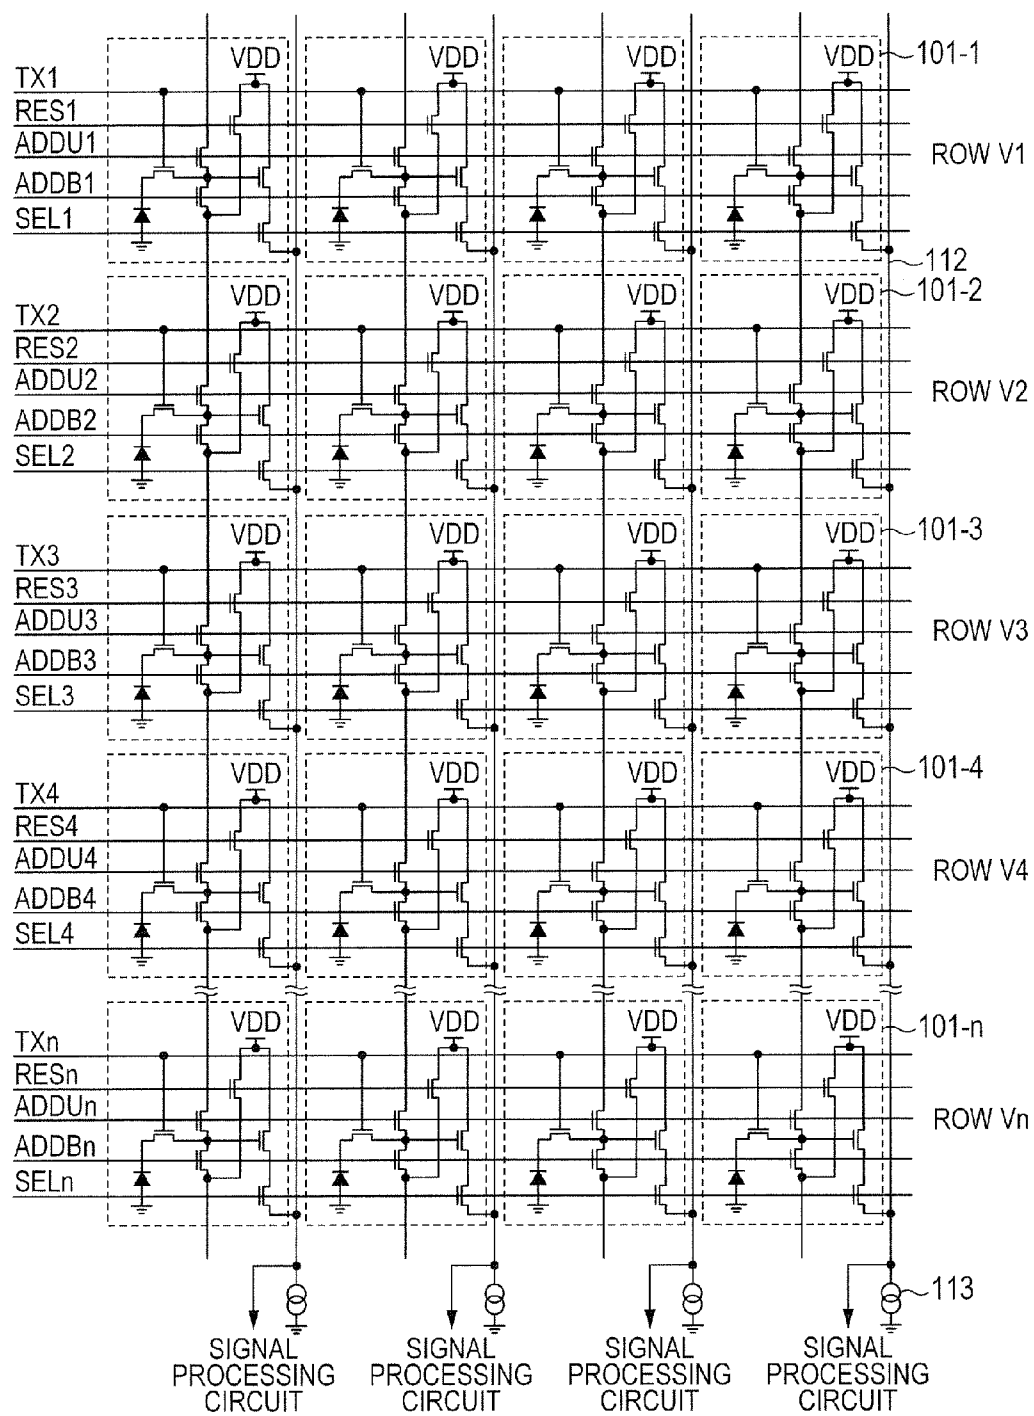 VDD VDD VDD VDD 101-1
TX1
RES1
ADDU1 ROW V1
ADDB1
SEL1
112
VDD VDD VDD VDD 101-2
TX2
RES2
ADDU2 ROW V2
ADDB2
SEL2
VDD VDD VDD VDD 101-3
TX3
RES3
ADDU3 ROW V3
ADDB3
SEL3
VDD VDD VDD VDD 101-4
TX4
RES4
ADDU4 ROW V4
ADDB4
SEL4
VDD VDD VDD VDD 101-n
TXn
RESn
ADDUn ROW Vn
ADDBn
SELn
113
SIGNAL SIGNAL SIGNAL SIGNAL
PROCESSING PROCESSING PROCESSING PROCESSING
CIRCUIT CIRCUIT CIRCUIT CIRCUIT